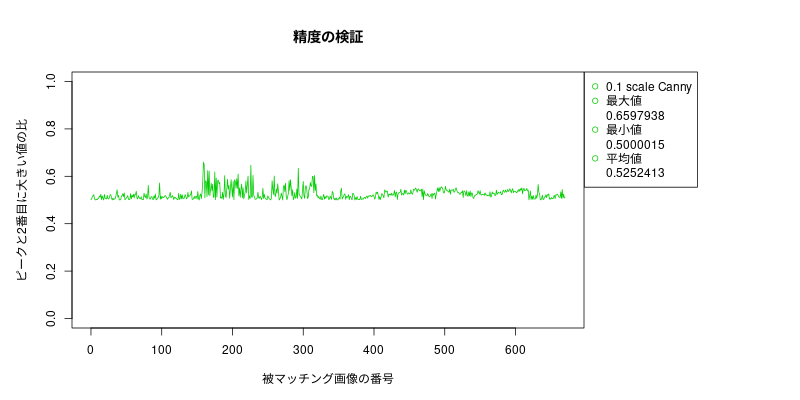 精度の検証
ピークと2番目に大きい値の比
1.0
0.8
0.6
0.4
0.2
0.0
0 100 200 300 400 500 600
被マッチング画像の番号
0.1 scale Canny
最大値
0.6597938
最小値
0.5000015
平均値
0.5252413